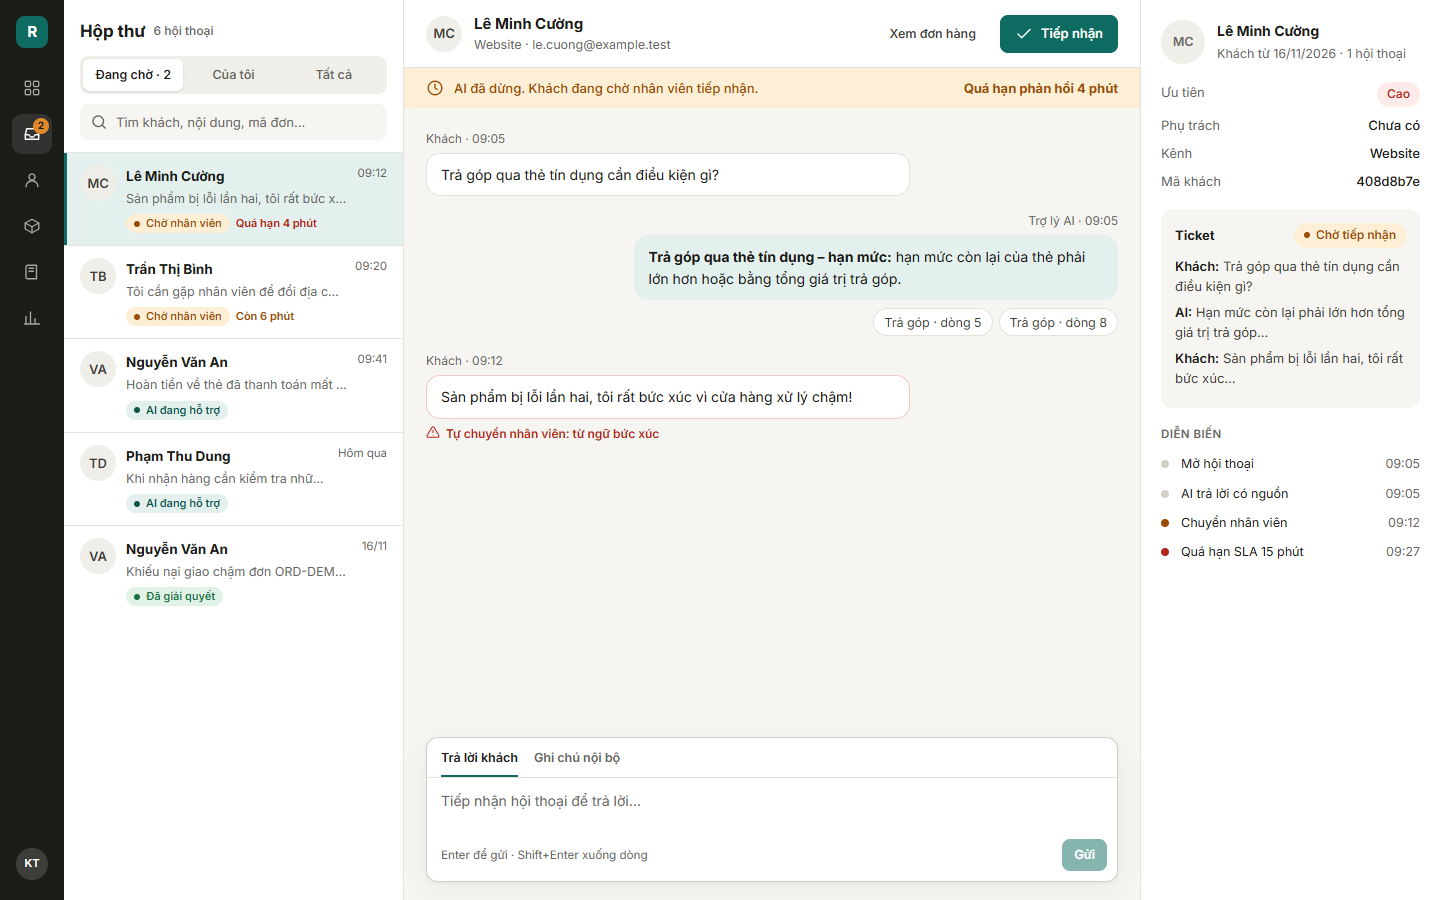 R
2
KT
Hộp thư 6 hội thoại
Đang chờ · 2
Của tôi
Tất cả
Tìm khách, nội dung, mã đơn...
MC
Lê Minh Cường
09:12
Sản phẩm bị lỗi lần hai, tôi rất bức x...
Chờ nhân viên
Quá hạn 4 phút
TB
Trần Thị Bình
09:20
Tôi cần gặp nhân viên để đổi địa c...
Chờ nhân viên
Còn 6 phút
VA
Nguyễn Văn An
09:41
Hoàn tiền về thẻ đã thanh toán mất ...
AI đang hỗ trợ
TD
Phạm Thu Dung
Hôm qua
Khi nhận hàng cần kiểm tra nhữ...
AI đang hỗ trợ
VA
Nguyễn Văn An
16/11
Khiếu nại giao chậm đơn ORD-DEM...
Đã giải quyết
MC
Lê Minh Cường
Website · le.cuong@example.test
Xem đơn hàng
Tiếp nhận
AI đã dừng. Khách đang chờ nhân viên tiếp nhận.
Quá hạn phản hồi 4 phút
Khách · 09:05
Trả góp qua thẻ tín dụng cần điều kiện gì?
Trợ lý AI · 09:05
Trả góp qua thẻ tín dụng – hạn mức: hạn mức còn lại của thẻ phải
lớn hơn hoặc bằng tổng giá trị trả góp.
Trả góp · dòng 5
Trả góp · dòng 8
Khách · 09:12
Sản phẩm bị lỗi lần hai, tôi rất bức xúc vì cửa hàng xử lý chậm!
Tự chuyển nhân viên: từ ngữ bức xúc
Trả lời khách
Ghi chú nội bộ
Tiếp nhận hội thoại để trả lời...
Enter để gửi · Shift+Enter xuống dòng
Gửi
MC
Lê Minh Cường
Khách từ 16/11/2026 · 1 hội thoại
Ưu tiên
Cao
Phụ trách
Chưa có
Kênh
Website
Mã khách
408d8b7e
Ticket
Chờ tiếp nhận
Khách: Trả góp qua thẻ tín dụng cần
điều kiện gì?
AI: Hạn mức còn lại phải lớn hơn tổng
giá trị trả góp...
Khách: Sản phẩm bị lỗi lần hai, tôi rất
bức xúc...
DIỄN BIẾN
Mở hội thoại
09:05
AI trả lời có nguồn
09:05
Chuyển nhân viên
09:12
Quá hạn SLA 15 phút
09:27